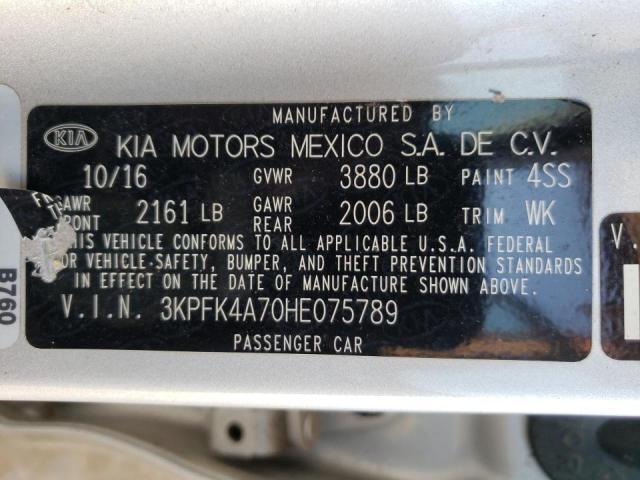 MANUFACTURED BY
KIA KIA MOTORS MEXICO S.A. DE C.V.
10/16 GVWR 3880 LB PAINT 4SS
GAWR FRONT 2161 LB GAWR REAR 2006 LB TRIM WK
THIS VEHICLE CONFORMS TO ALL APPLICABLE U.S.A. FEDERAL
VEHICLE SAFETY, BUMPER, AND THEFT PREVENTION STANDARDS
IN EFFECT ON THE DATE OF MANUFACTURE SHOWN ABOVE.
V.I.N. 3KPFK4A70HE075789
PASSENGER CAR
B760
V.